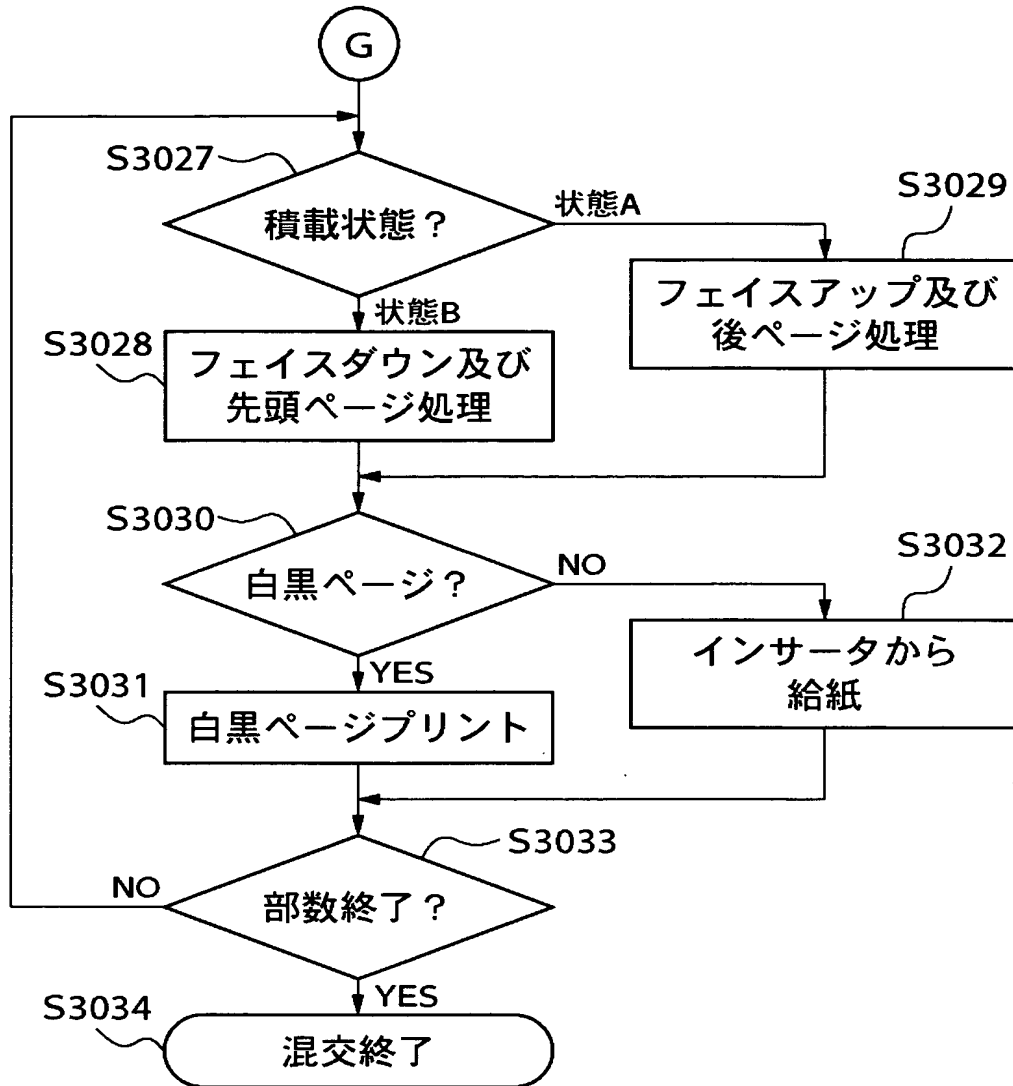 G
S3027
積載状態？
状態A
S3029
フェイスアップ及び
後ページ処理
状態B
S3028
フェイスダウン及び
先頭ページ処理
S3030
白黒ページ？
NO
S3032
インサータから
給紙
YES
S3031
白黒ページプリント
S3033
NO
部数終了？
YES
S3034
混交終了